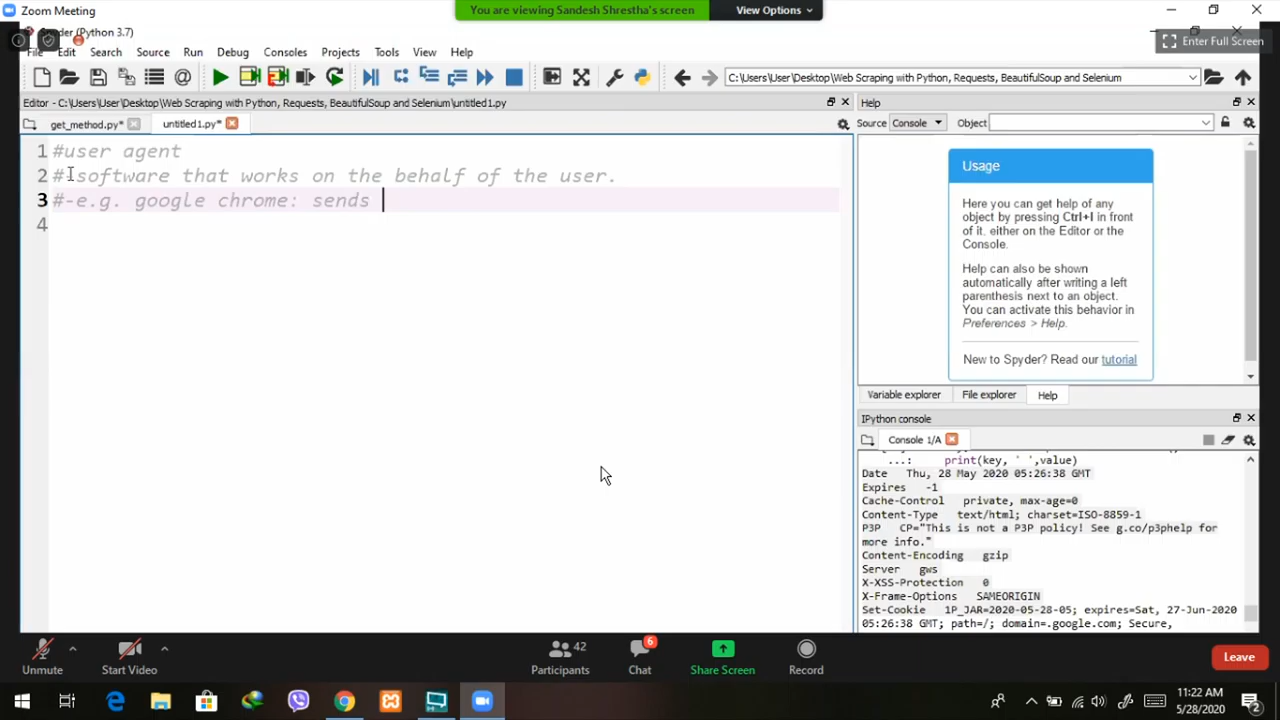 Zoom Meeting
You are viewing Sandesh Shrestha's screen
View Options
Spyder (Python 3.7)
Enter Full Screen
File Edit Search Source Run Debug Consoles Projects Tools View Help
C:\Users\User\Desktop\Web Scraping with Python, Requests, BeautifulSoup and Selenium
Editor - C:\Users\User\Desktop\Web Scraping with Python, Requests, BeautifulSoup and Selenium\untitled1.py
get_method.py*
untitled1.py*
1 #user agent
2 #-software that works on the behalf of the user.
3 #-e.g. google chrome: sends
4
Help
Source Console Object
Usage
Here you can get help of any
object by pressing Ctrl+I in front
of it, either on the Editor or the
Console.
Help can also be shown
automatically after writing a left
parenthesis next to an object.
You can activate this behavior in
Preferences > Help.
New to Spyder? Read our tutorial
Variable explorer File explorer Help
IPython console
Console 1/A
...: print(key, ' ',value)
Date Thu, 28 May 2020 05:26:38 GMT
Expires -1
Cache-Control private, max-age=0
Content-Type text/html; charset=ISO-8859-1
P3P CP="This is not a P3P policy! See g.co/p3phelp for
more info."
Content-Encoding gzip
Server gws
X-XSS-Protection 0
X-Frame-Options SAMEORIGIN
Set-Cookie 1P_JAR=2020-05-28-05; expires=Sat, 27-Jun-2020
05:26:38 GMT; path=/; domain=.google.com; Secure,
Unmute
Start Video
42
Participants
6
Chat
Share Screen
Record
Leave
11:22 AM
5/28/2020
2